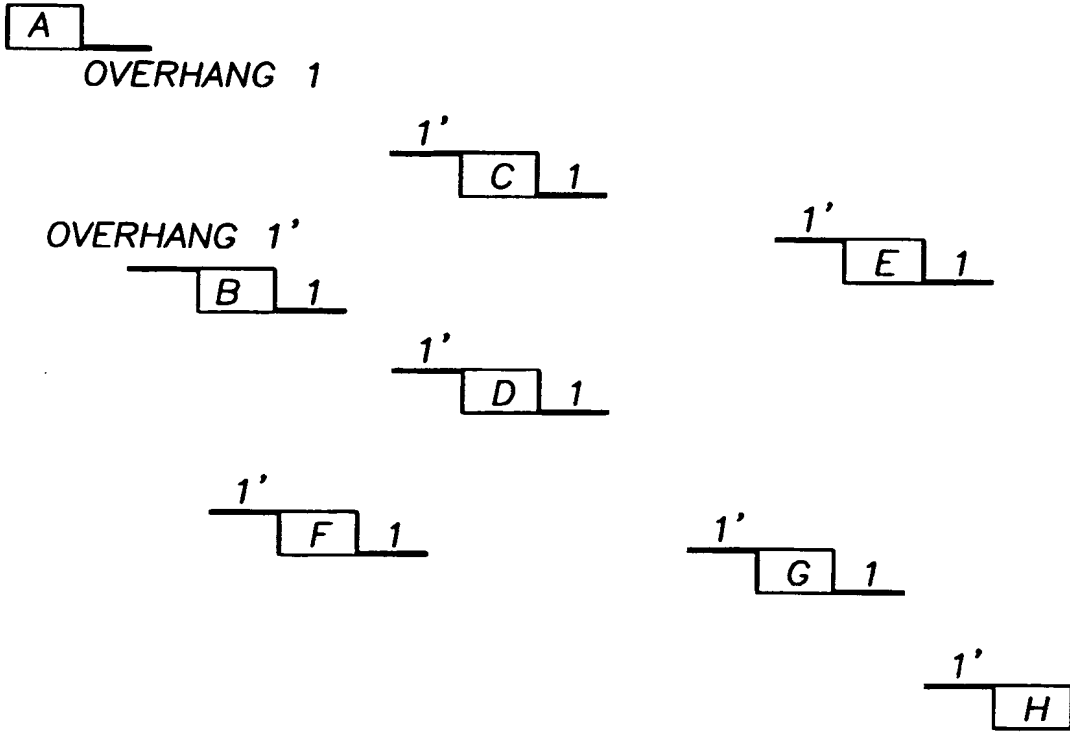 A
OVERHANG 1
1'
C 1
OVERHANG 1'
1'
E 1
B 1
1'
D 1
1'
F 1
1'
G 1
1'
H